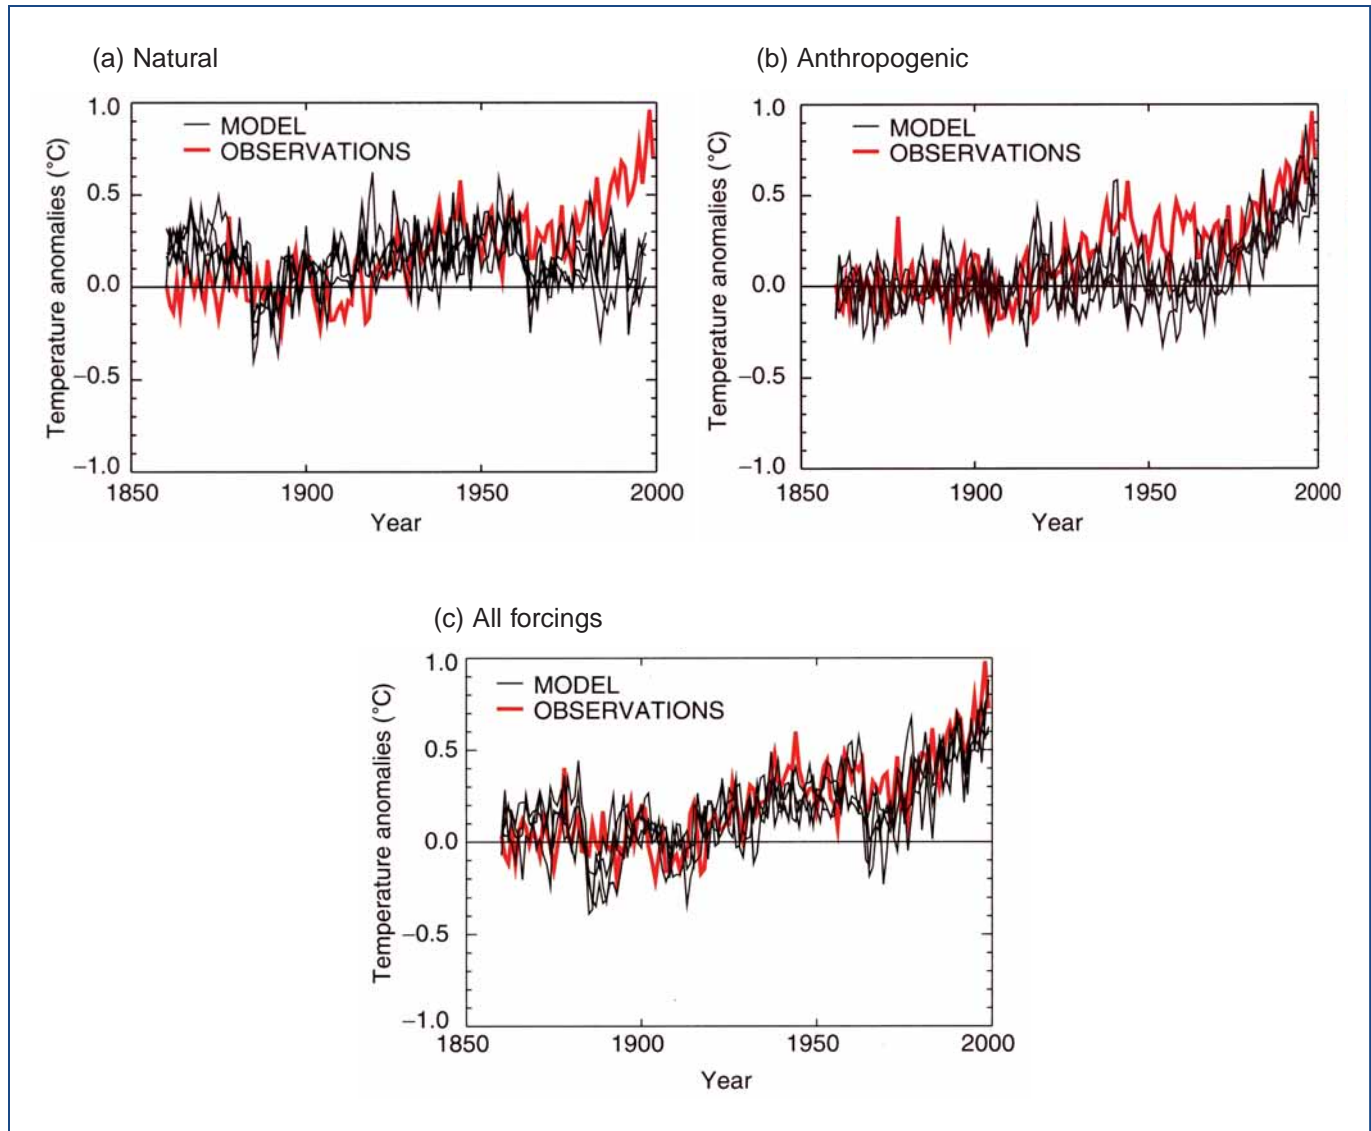 (a) Natural
1.0
MODEL
OBSERVATIONS
0.5
0.0
−0.5
−1.0
Temperature anomalies (°C)
1850
1900
1950
2000
Year
(b) Anthropogenic
1.0
MODEL
OBSERVATIONS
0.5
0.0
−0.5
−1.0
Temperature anomalies (°C)
1850
1900
1950
2000
Year
(c) All forcings
1.0
MODEL
OBSERVATIONS
0.5
0.0
−0.5
−1.0
Temperature anomalies (°C)
1850
1900
1950
2000
Year